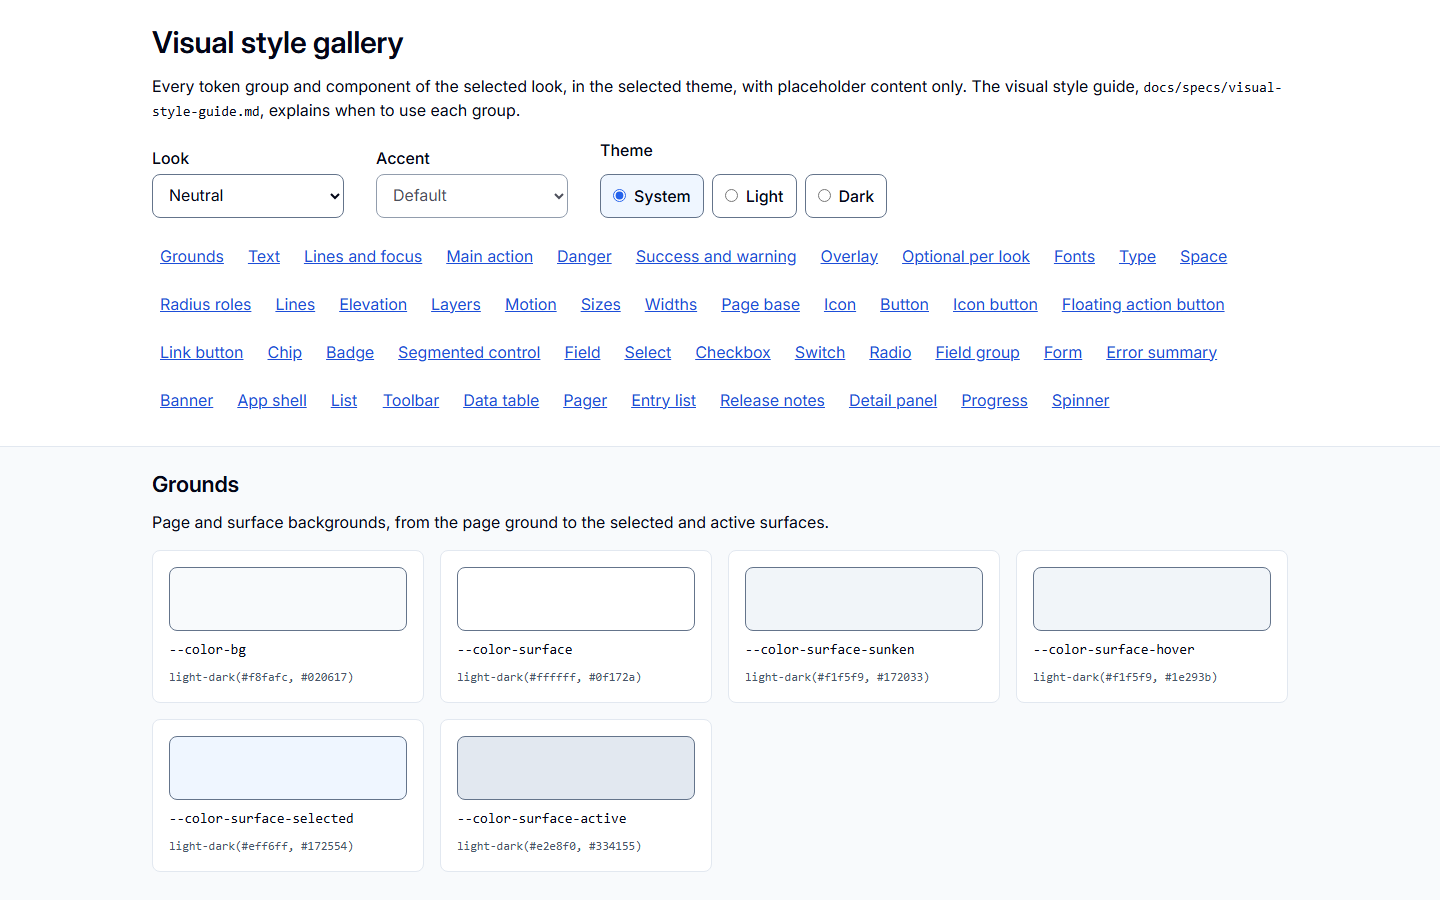 Visual style gallery
Every token group and component of the selected look, in the selected theme, with placeholder content only. The visual style guide, docs/specs/visual-
style-guide.md, explains when to use each group.
Look
Accent
Theme
Neutral
Default
System
Light
Dark
Grounds Text Lines and focus Main action Danger Success and warning Overlay Optional per look Fonts Type Space
Radius roles Lines Elevation Layers Motion Sizes Widths Page base Icon Button Icon button Floating action button
Link button Chip Badge Segmented control Field Select Checkbox Switch Radio Field group Form Error summary
Banner App shell List Toolbar Data table Pager Entry list Release notes Detail panel Progress Spinner
Grounds
Page and surface backgrounds, from the page ground to the selected and active surfaces.
--color-bg
light-dark(#f8fafc, #020617)
--color-surface
light-dark(#ffffff, #0f172a)
--color-surface-sunken
light-dark(#f1f5f9, #172033)
--color-surface-hover
light-dark(#f1f5f9, #1e293b)
--color-surface-selected
light-dark(#eff6ff, #172554)
--color-surface-active
light-dark(#e2e8f0, #334155)